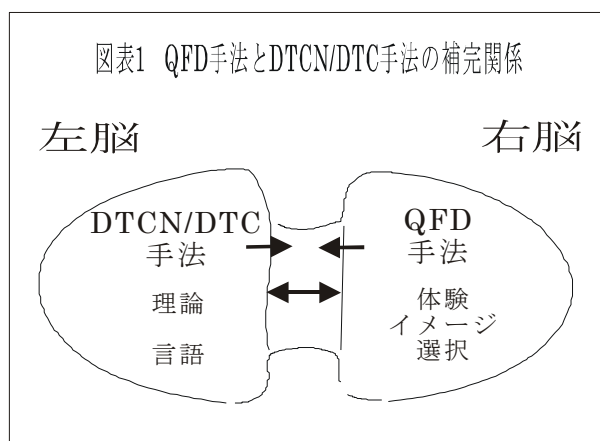 図表1 QFD手法とDTCN/DTC手法の補完関係
左脳
右脳
DTCN/DTC
手法
理論
言語
QFD
手法
体験
イメージ
選択